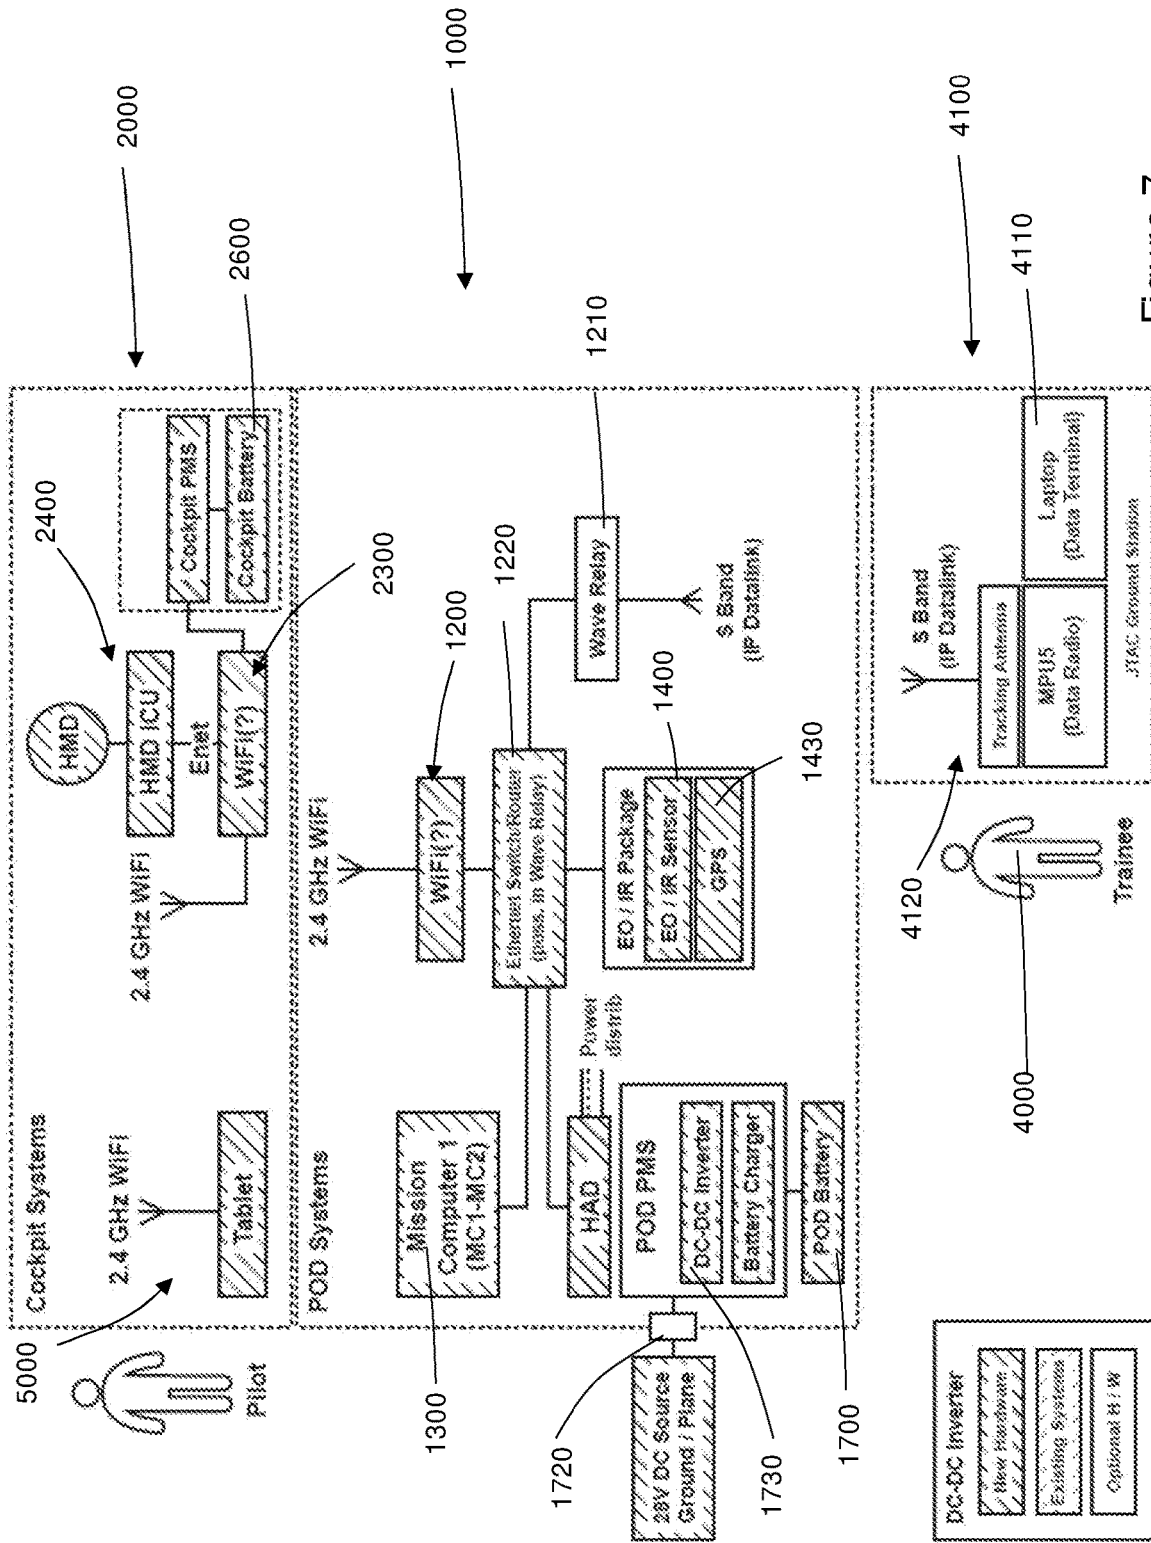 Cockpit Systems
2000
5000
Pilot
2.4 GHz WiFi
Tablet
2.4 GHz WiFi
HMD
HMD ICU
Enet
WiFi(?)
2400
2300
Cockpit PMS
Cockpit Battery
2600
POD Systems
1000
Mission
Computer 1
(MC1-MC2)
1300
2.4 GHz WiFi
WiFi(?)
1200
Ethernet Switch/Router
(poss. in Wave Relay)
1220
Wave Relay
1210
S Band
(IP Datalink)
HAD
Power
distrib
EO / IR Package
EO / IR Sensor
GPS
1400
1430
28V DC Source
Ground / Plane
1720
POD PMS
DC-DC Inverter
Battery Charger
POD Battery
1730
1700
DC-DC Inverter
New Hardware
Existing Systems
Optional H / W
4000
Trainee
4120
S Band
(IP Datalink)
Tracking Antenna
MPU5
(Data Radio)
Laptop
(Data Terminal)
JTAC Ground Station
4100
4110